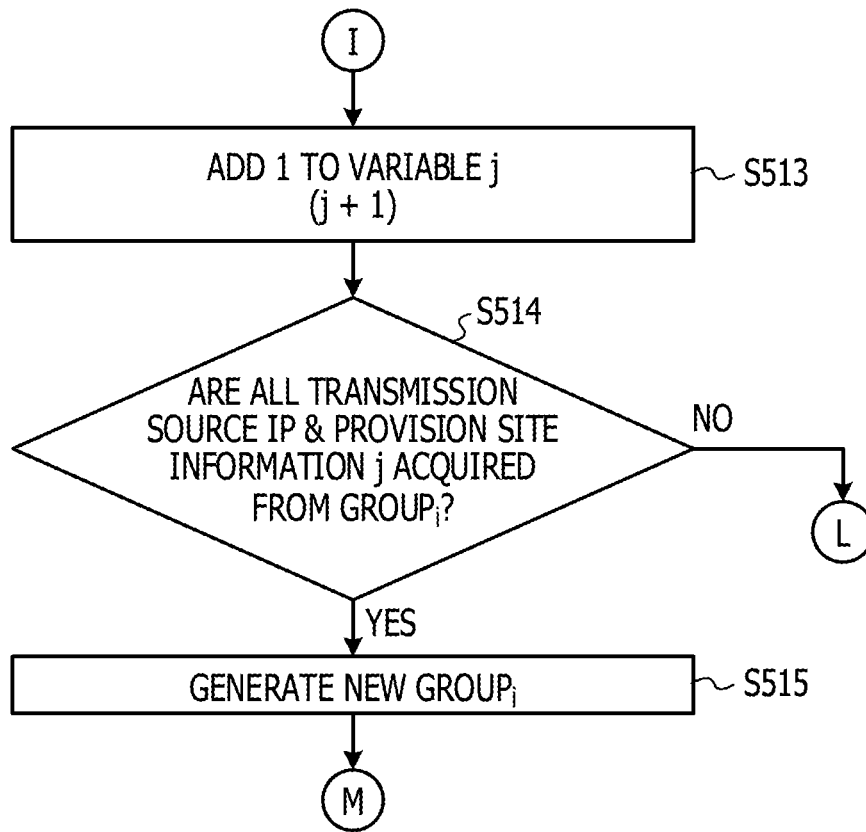 I
ADD 1 TO VARIABLE j
(j + 1)
S513
S514
ARE ALL TRANSMISSION
SOURCE IP & PROVISION SITE
INFORMATION j ACQUIRED
FROM GROUPᵢ?
NO
L
YES
GENERATE NEW GROUPᵢ
S515
M